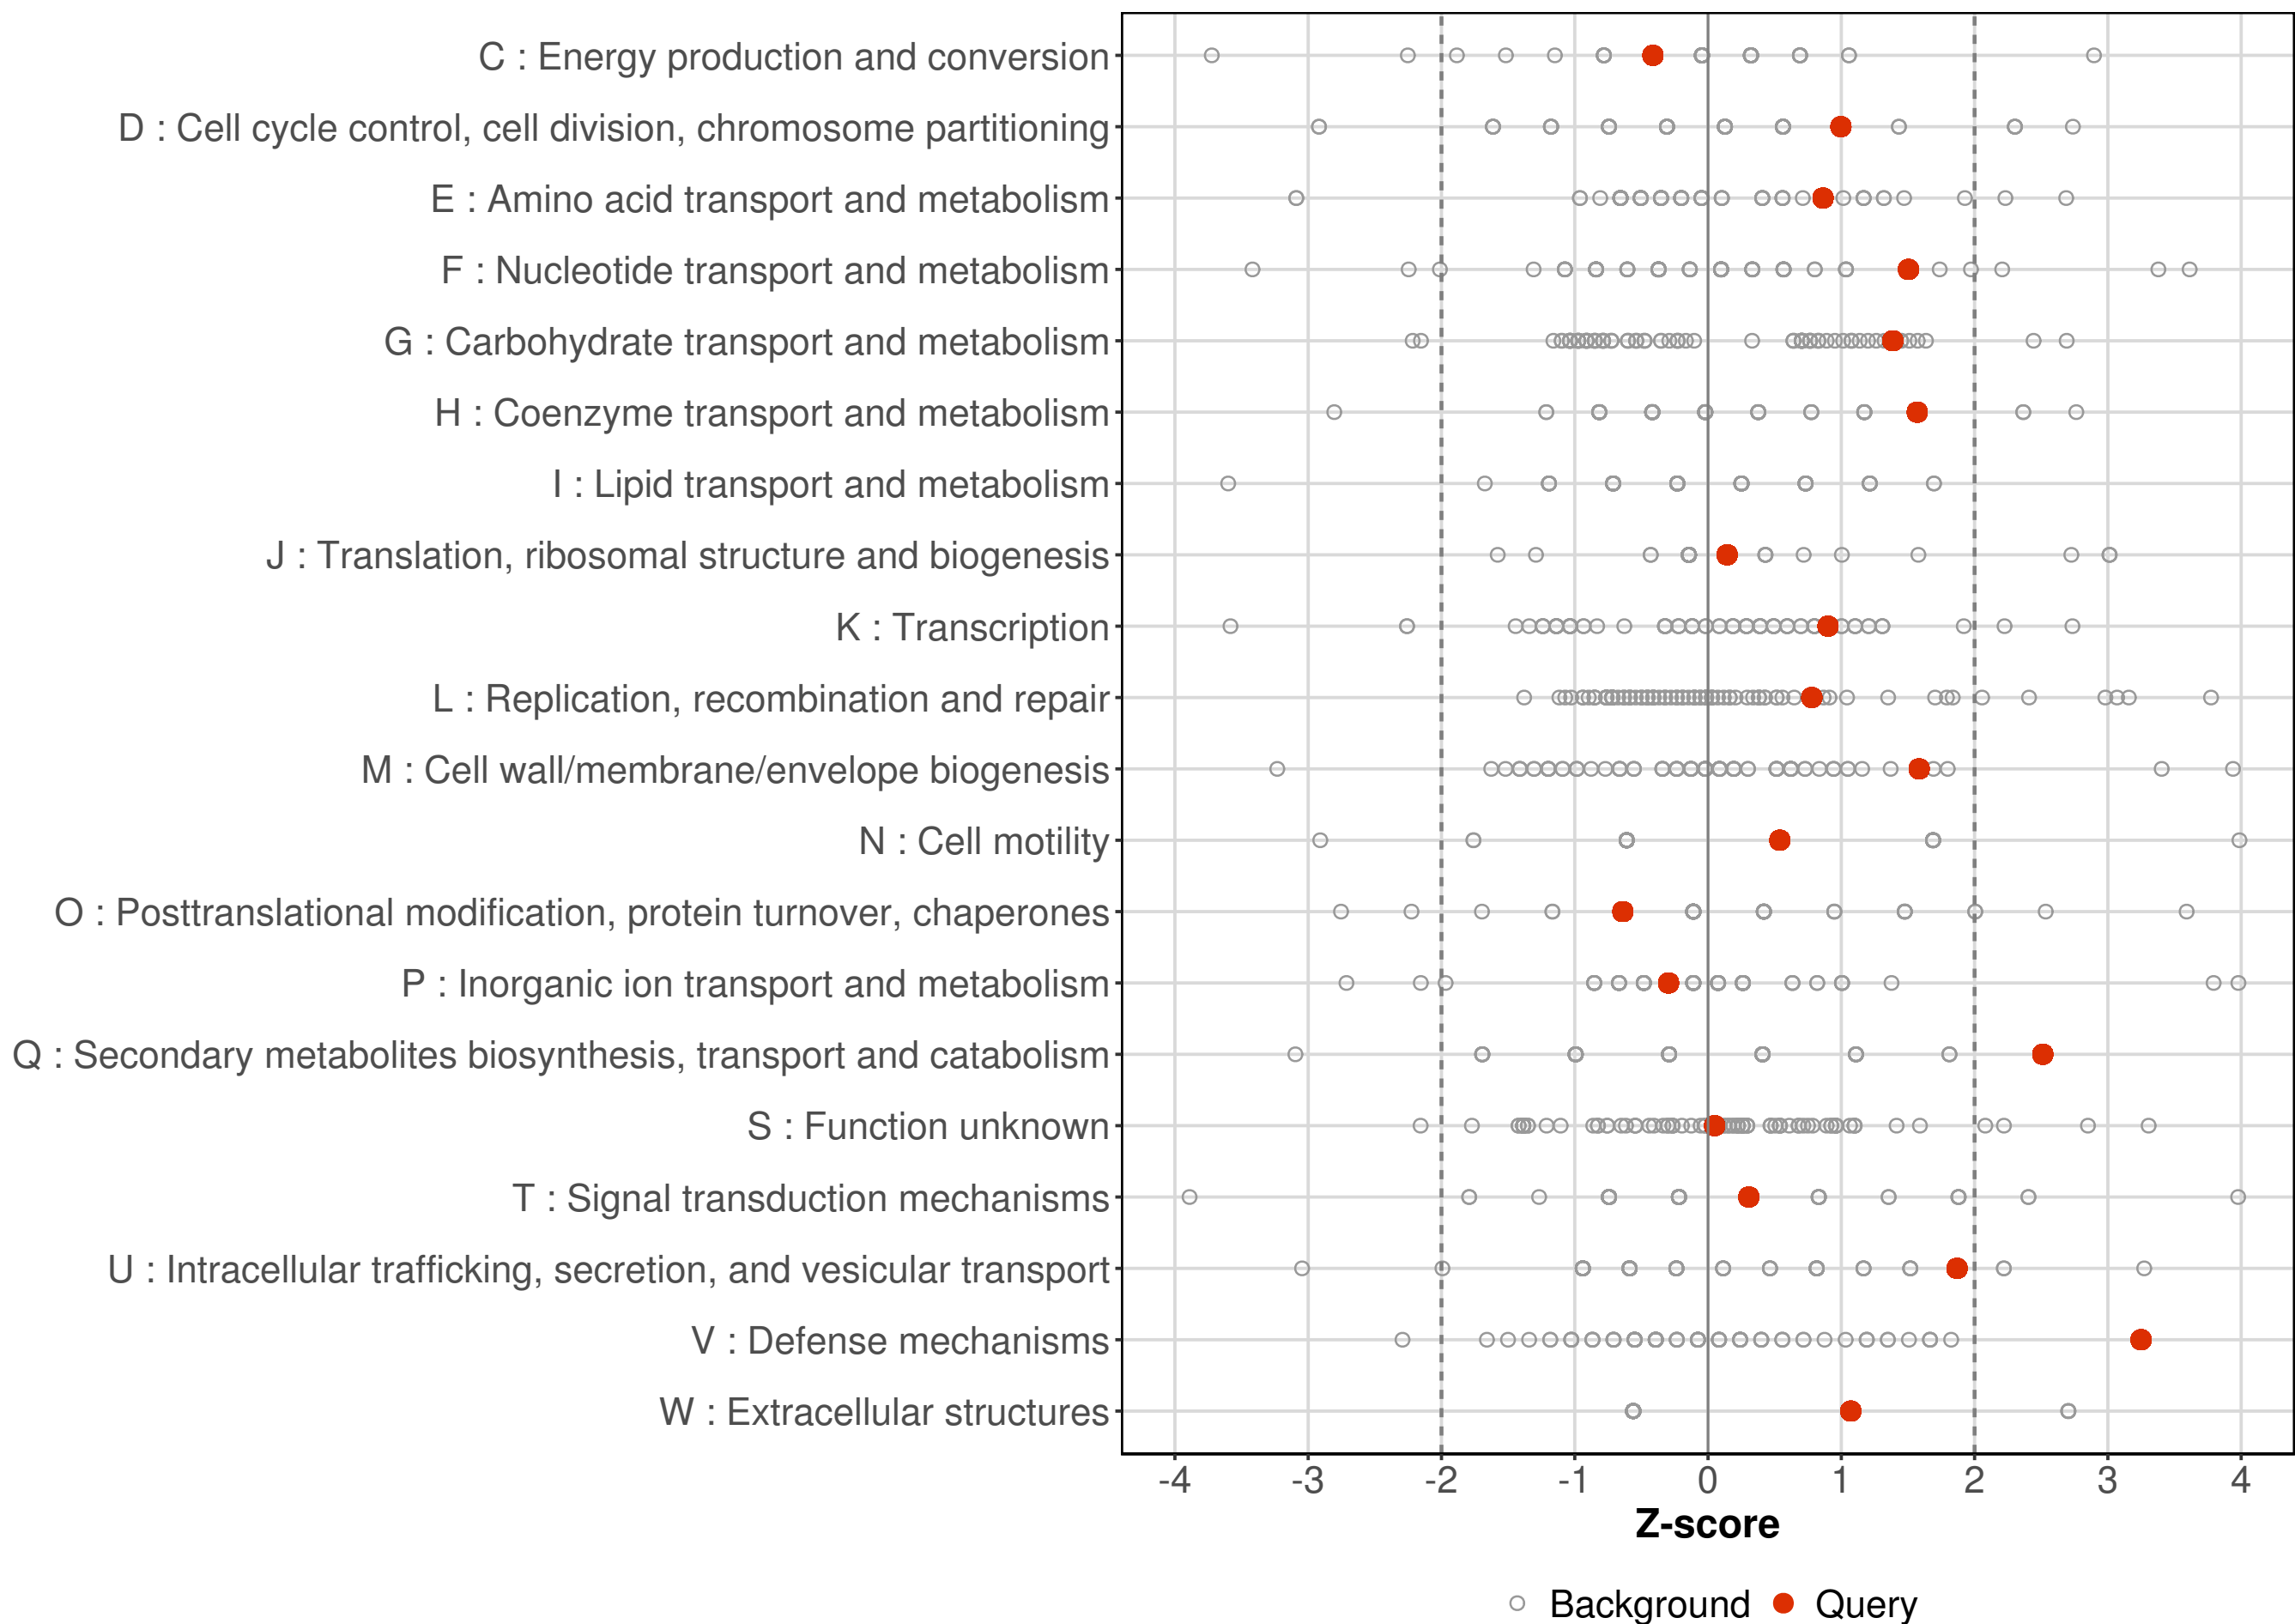 C : Energy production and conversion
D : Cell cycle control, cell division, chromosome partitioning
E : Amino acid transport and metabolism
F : Nucleotide transport and metabolism
G : Carbohydrate transport and metabolism
H : Coenzyme transport and metabolism
I : Lipid transport and metabolism
J : Translation, ribosomal structure and biogenesis
K : Transcription
L : Replication, recombination and repair
M : Cell wall/membrane/envelope biogenesis
N : Cell motility
O : Posttranslational modification, protein turnover, chaperones
P : Inorganic ion transport and metabolism
Q : Secondary metabolites biosynthesis, transport and catabolism
S : Function unknown
T : Signal transduction mechanisms
U : Intracellular trafficking, secretion, and vesicular transport
V : Defense mechanisms
W : Extracellular structures
-4 -3 -2 -1 0 1 2 3 4
Z-score
Background Query